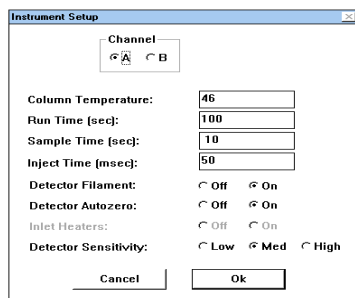 Instrument Setup
Channel
A B
Column Temperature: 46
Run Time (sec): 100
Sample Time (sec): 10
Inject Time (msec): 50
Detector Filament: Off On
Detector Autozero: Off On
Inlet Heaters: Off On
Detector Sensitivity: Low Med High
Cancel Ok